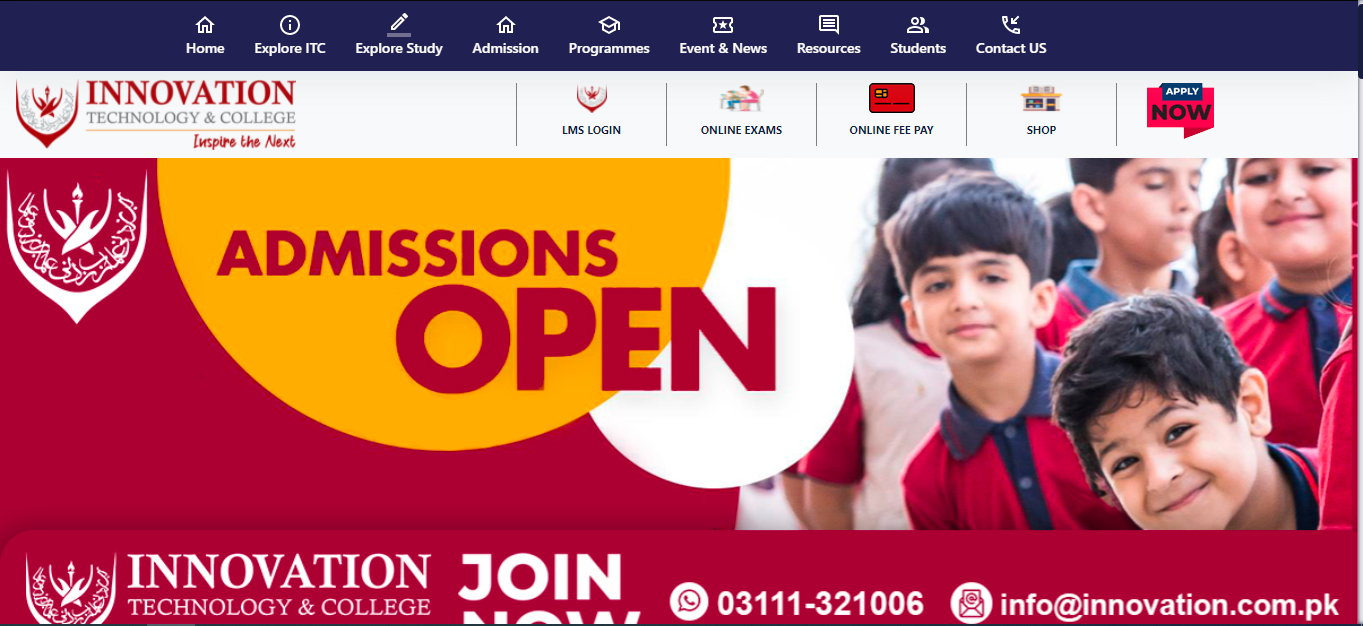 Home Explore ITC Explore Study Admission Programmes Event & News Resources Students Contact US
INNOVATION
TECHNOLOGY & COLLEGE
Inspire the Next
LMS LOGIN ONLINE EXAMS ONLINE FEE PAY SHOP
APPLY
NOW
ADMISSIONS
OPEN
INNOVATION
TECHNOLOGY & COLLEGE
JOIN
NOW
03111-321006 info@innovation.com.pk